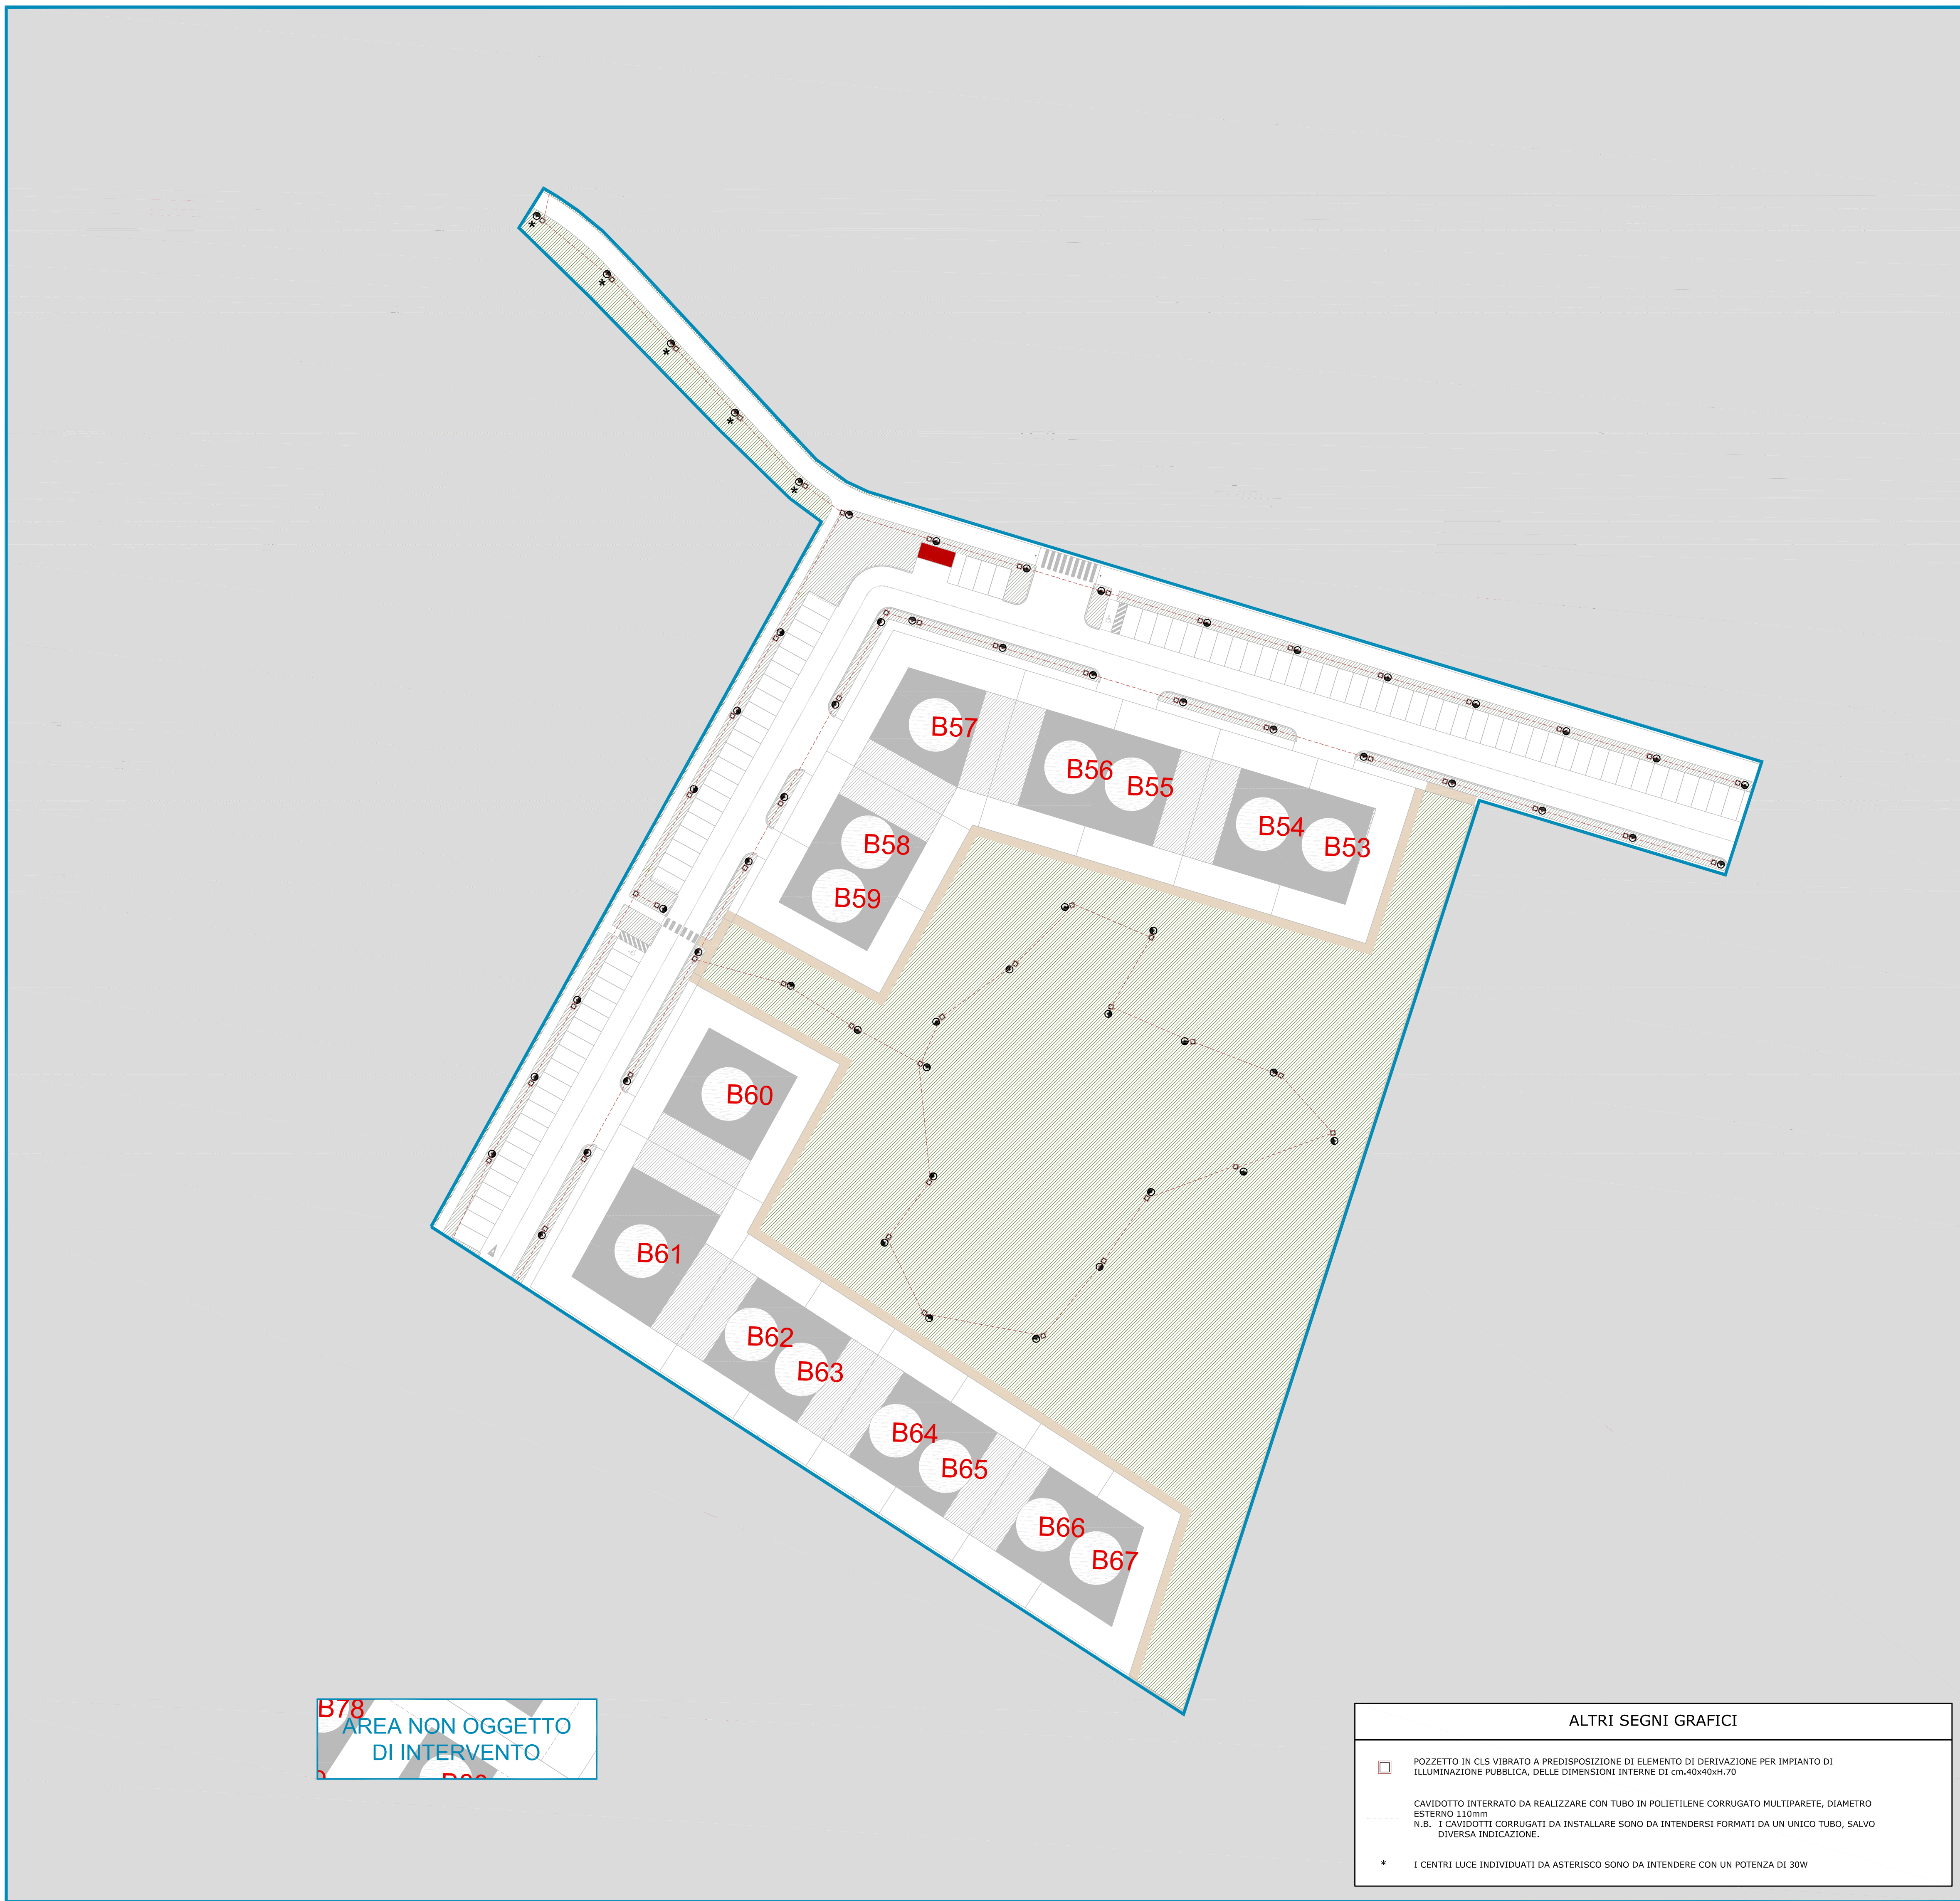 *
*
*
*
*
B57
B56
B55
B54
B53
B58
B59
B60
B61
B62
B63
B64
B65
B66
B67
B78
AREA NON OGGETTO
DI INTERVENTO
ALTRI SEGNI GRAFICI
POZZETTO IN CLS VIBRATO A PREDISPOSIZIONE DI ELEMENTO DI DERIVAZIONE PER IMPIANTO DI
ILLUMINAZIONE PUBBLICA, DELLE DIMENSIONI INTERNE DI cm.40x40xH.70
CAVIDOTTO INTERRATO DA REALIZZARE CON TUBO IN POLIETILENE CORRUGATO MULTIPARETE, DIAMETRO
ESTERNO 110mm
N.B. I CAVIDOTTI CORRUGATI DA INSTALLARE SONO DA INTENDERSI FORMATI DA UN UNICO TUBO, SALVO
DIVERSA INDICAZIONE.
* I CENTRI LUCE INDIVIDUATI DA ASTERISCO SONO DA INTENDERE CON UN POTENZA DI 30W